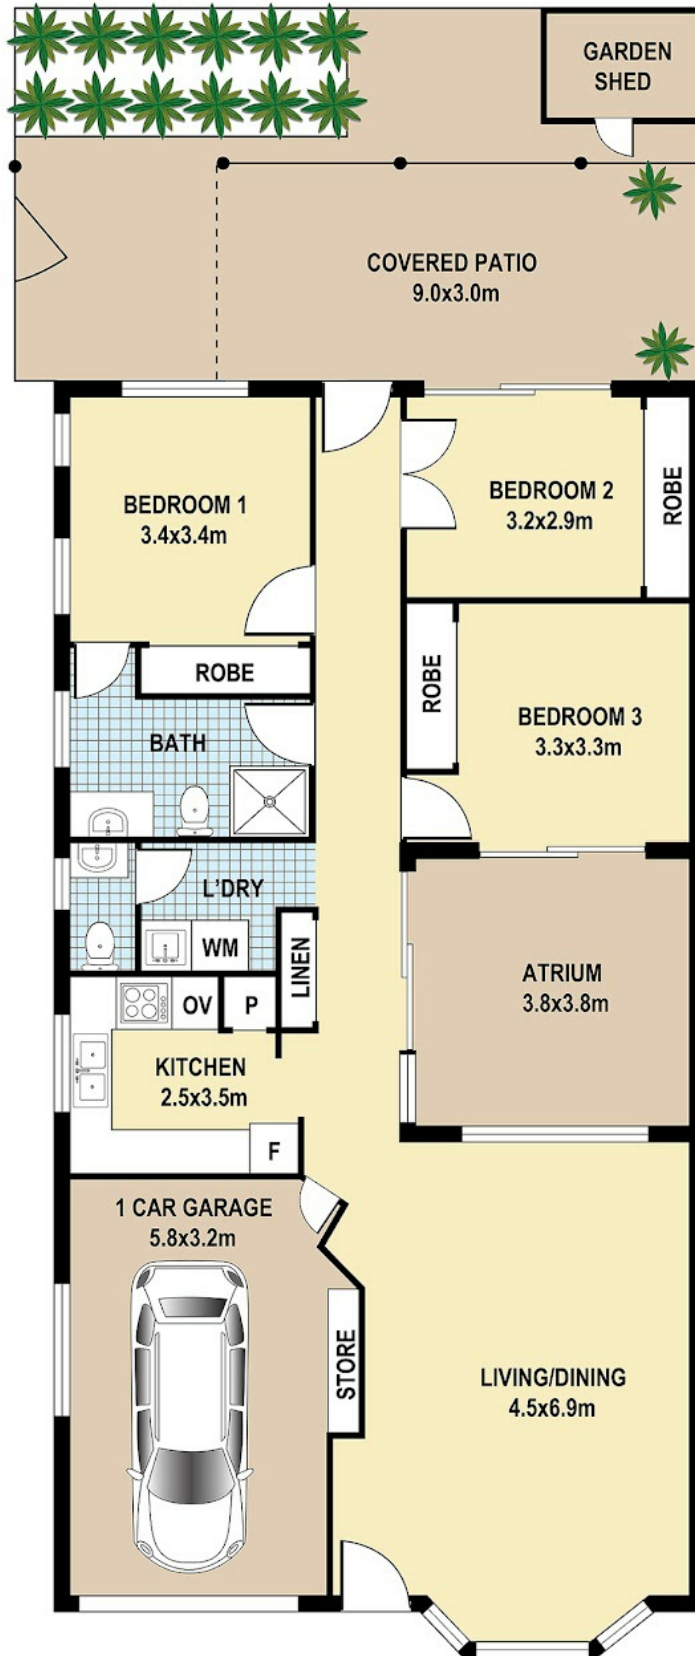 GARDEN
SHED
COVERED PATIO
9.0x3.0m
BEDROOM 1
3.4x3.4m
BEDROOM 2
3.2x2.9m
ROBE
ROBE
ROBE
BEDROOM 3
3.3x3.3m
BATH
L'DRY
WM
LINEN
OV
P
ATRIUM
3.8x3.8m
KITCHEN
2.5x3.5m
F
1 CAR GARAGE
5.8x3.2m
STORE
LIVING/DINING
4.5x6.9m